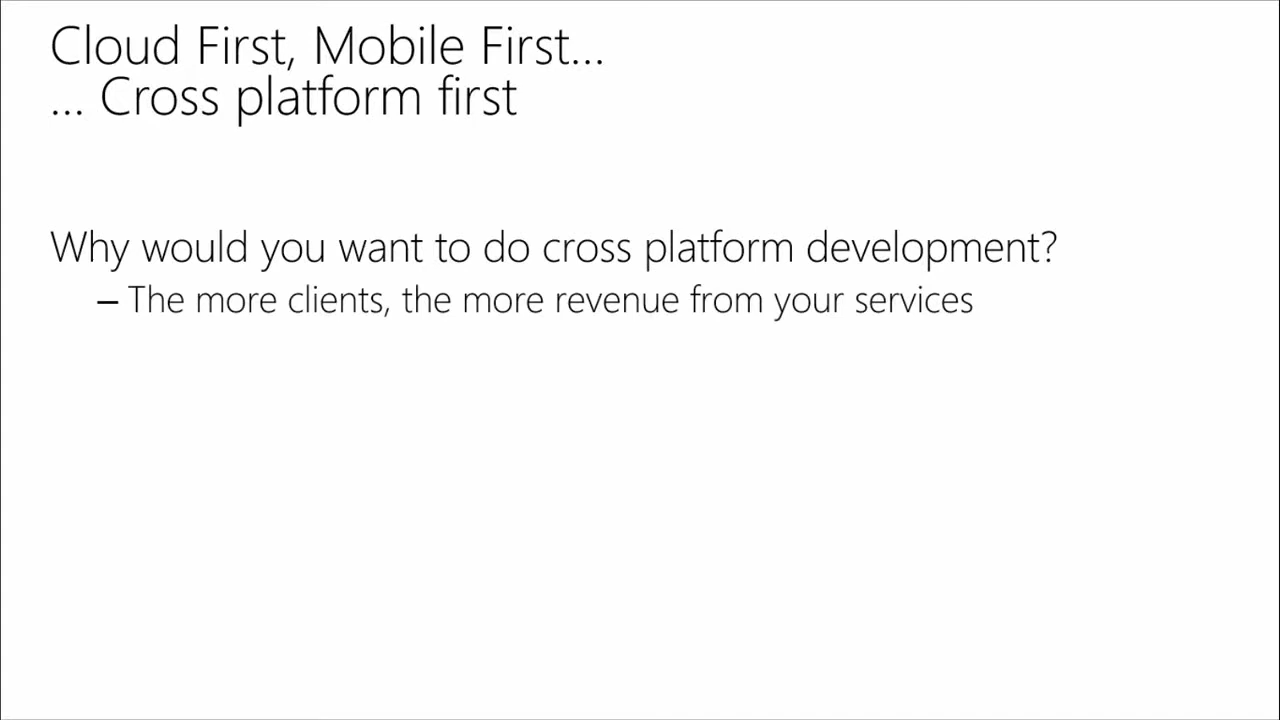 Cloud First, Mobile First...
... Cross platform first
Why would you want to do cross platform development?
– The more clients, the more revenue from your services